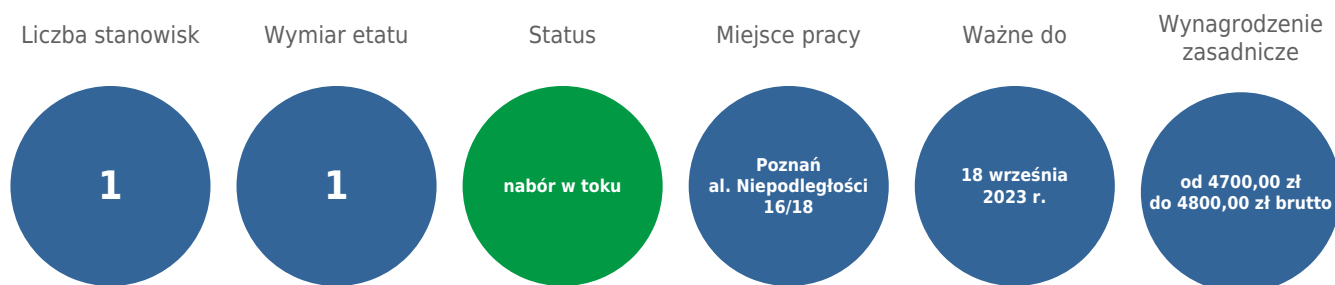 Liczba stanowisk
1
Wymiar etatu
1
Status
nabór w toku
Miejsce pracy
Poznań
al. Niepodległości
16/18
Ważne do
18 września
2023 r.
Wynagrodzenie
zasadnicze
od 4700,00 zł
do 4800,00 zł brutto